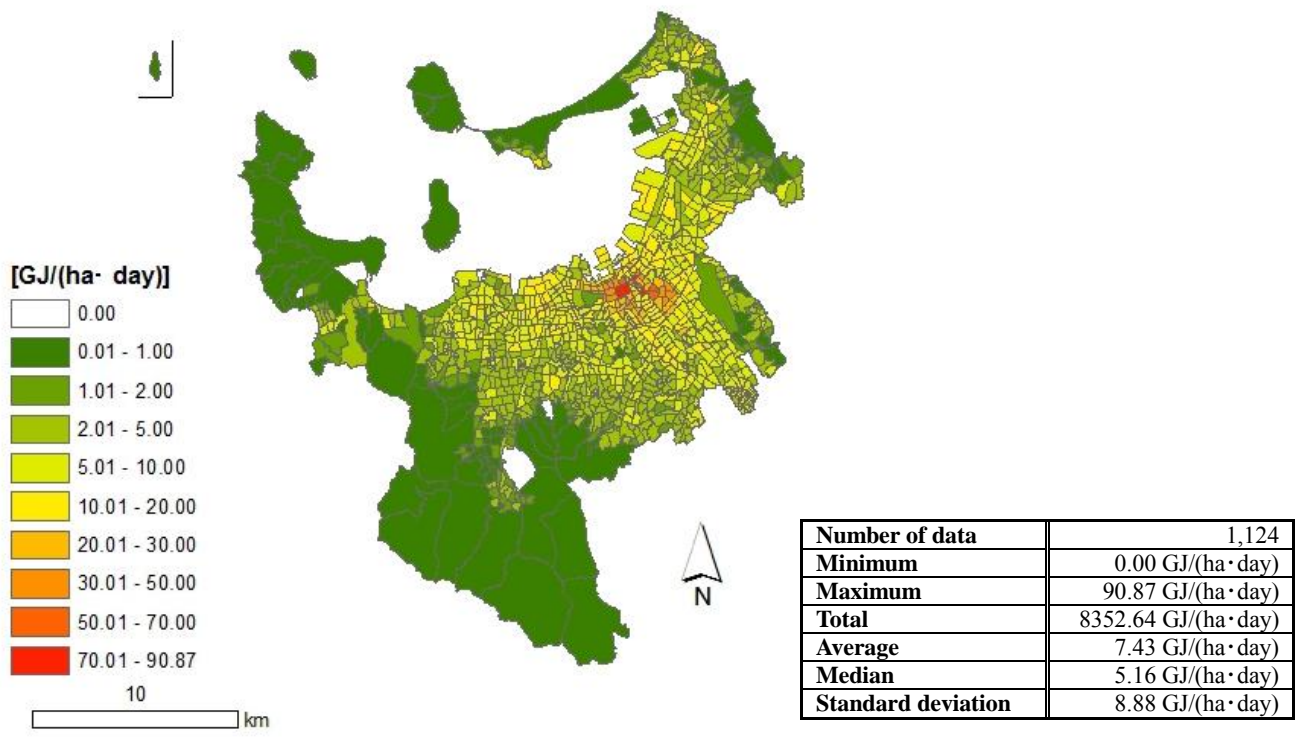 [GJ/(ha· day)]
0.00
0.01 - 1.00
1.01 - 2.00
2.01 - 5.00
5.01 - 10.00
10.01 - 20.00
20.01 - 30.00
30.01 - 50.00
50.01 - 70.00
70.01 - 90.87
10
km
N
Number of data 1,124
Minimum 0.00 GJ/(ha･day)
Maximum 90.87 GJ/(ha･day)
Total 8352.64 GJ/(ha･day)
Average 7.43 GJ/(ha･day)
Median 5.16 GJ/(ha･day)
Standard deviation 8.88 GJ/(ha･day)